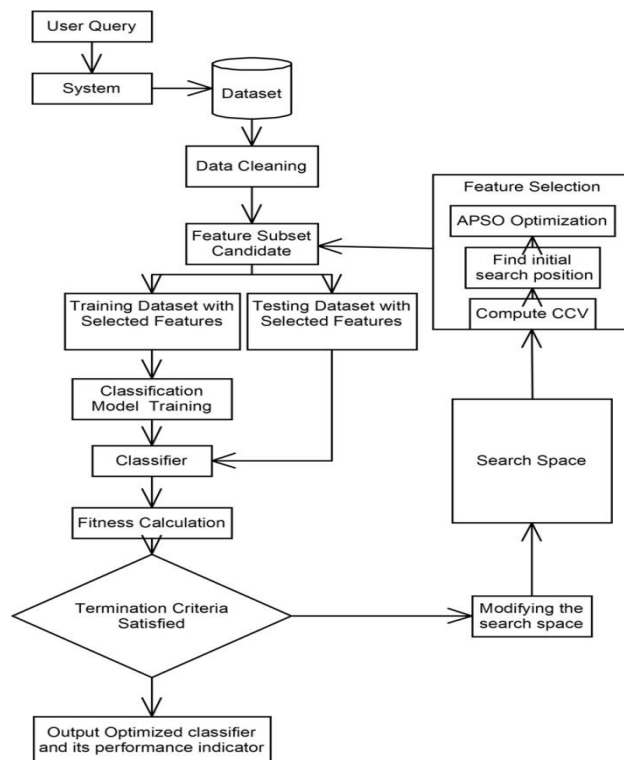 User Query
System
Dataset
Data Cleaning
Feature Subset
Candidate
Training Dataset with
Selected Features
Testing Dataset with
Selected Features
Classification
Model Training
Classifier
Fitness Calculation
Termination Criteria
Satisfied
Output Optimized classifier
and its performance indicator
Modifying the
search space
Search Space
Feature Selection
APSO Optimization
Find initial
search position
Compute CCV